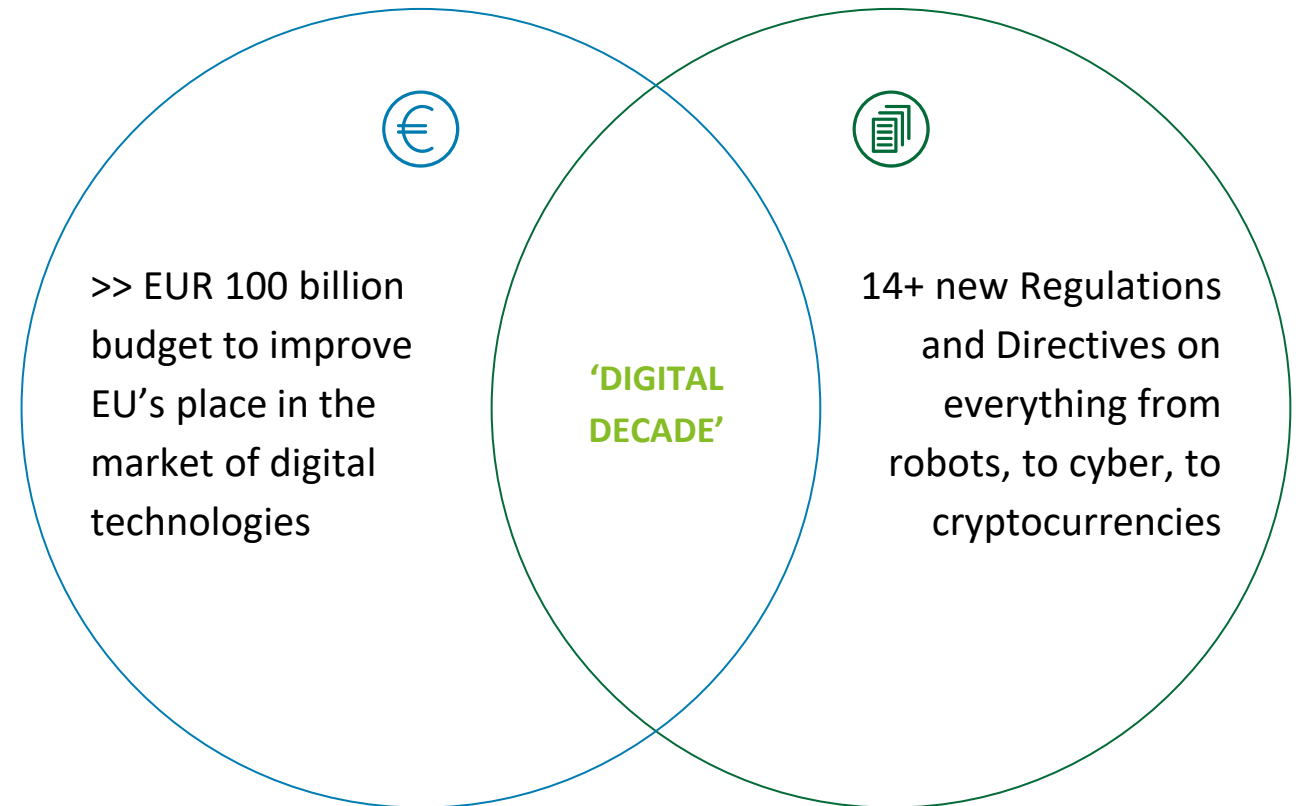 >> EUR 100 billion
budget to improve
EU’s place in the
market of digital
technologies
‘DIGITAL
DECADE’
14+ new Regulations
and Directives on
everything from
robots, to cyber, to
cryptocurrencies